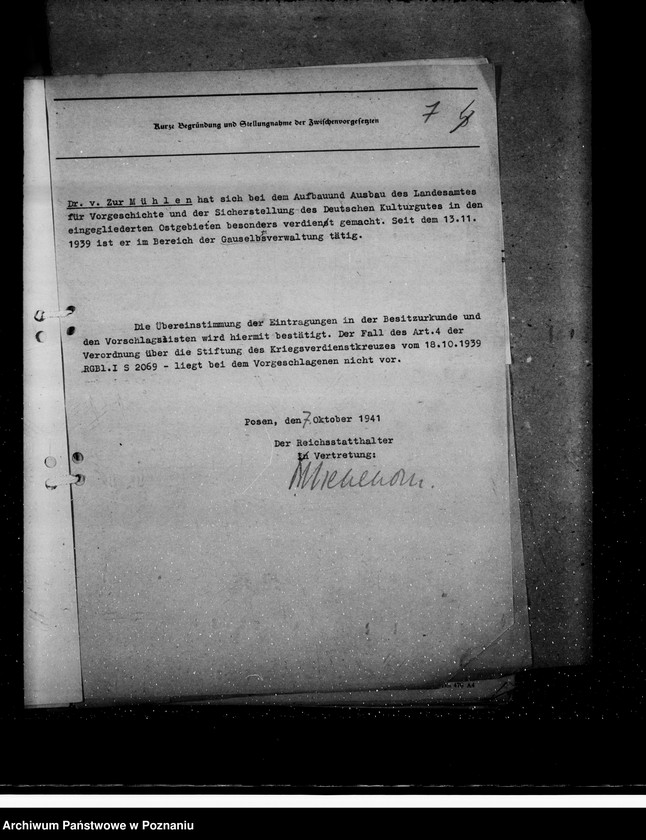 Kurze Begründung und Stellungnahme der Zwischenvorgesetzten
7
Dr. v. Zur M ü h l e n hat sich bei dem Aufbauund Ausbau des Landesamtes
für Vorgeschichte und der Sicherstellung des Deutschen Kulturgutes in den
eingegliederten Ostgebieten besonders verdient gemacht. Seit dem 13.11.
1939 ist er im Bereich der Gauselbstverwaltung tätig.
Die Übereinstimmung der Eintragungen in der Besitzurkunde und
den Vorschlagslisten wird hiermit bestätigt. Der Fall des Art.4 der
Verordnung über die Stiftung des Kriegsverdienstkreuzes vom 18.10.1939
RGBl.I S 2069 - liegt bei dem Vorgeschlagenen nicht vor.
Posen, den 7. Oktober 1941
Der Reichsstatthalter
In Vertretung:
Archiwum Państwowe w Poznaniu